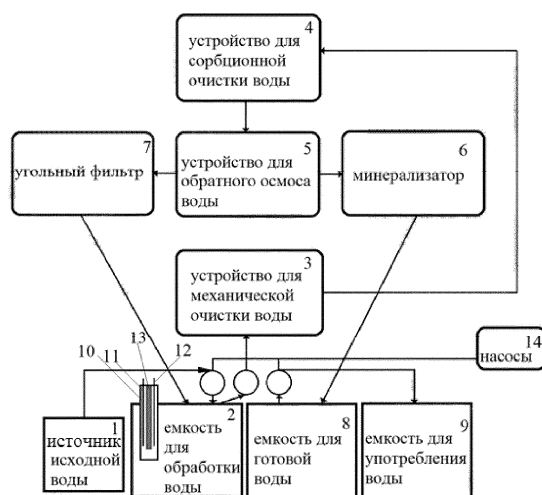 4
устройство для
сорбционной
очистки воды
7
угольный фильтр
5
устройство для
обратного осмоса
воды
6
минерализатор
3
устройство для
механической
очистки воды
14
насосы
10
11
13
12
1
источник
исходной
воды
2
емкость
для
обработки
воды
8
емкость для
готовой воды
9
емкость для
употребления
воды